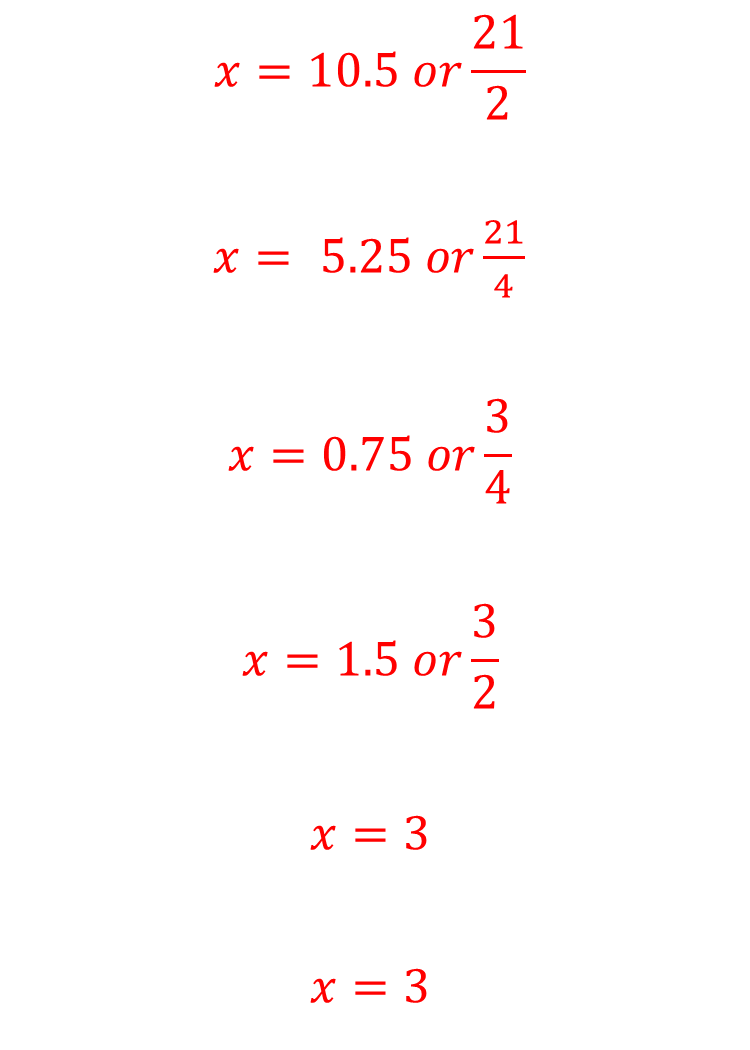 x = 10.5 or 21/2
x = 5.25 or 21/4
x = 0.75 or 3/4
x = 1.5 or 3/2
x = 3
x = 3